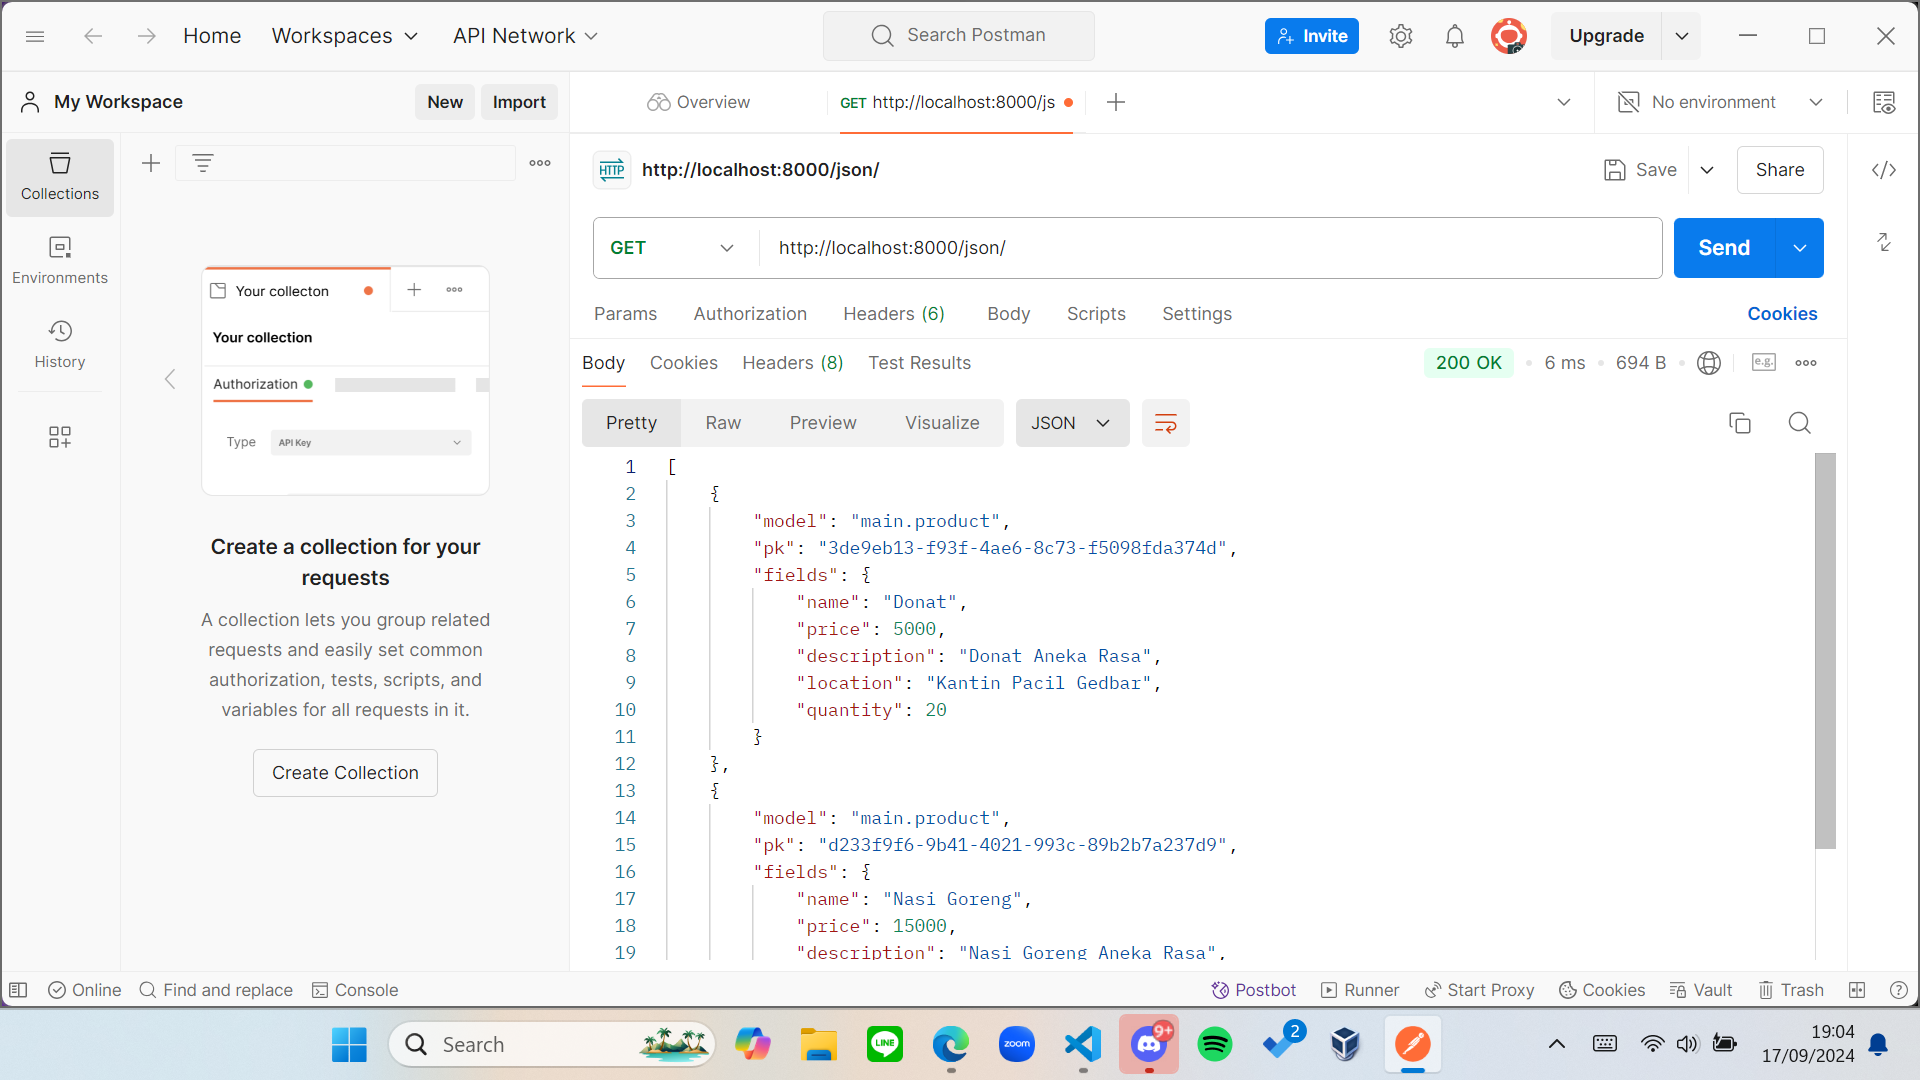 Home
Workspaces
API Network
Search Postman
Invite
Upgrade
My Workspace
New
Import
Overview
GET http://localhost:8000/js
No environment
Collections
Environments
History
Your collecton
Your collection
Authorization
Type
API Key
Create a collection for your
requests
A collection lets you group related
requests and easily set common
authorization, tests, scripts, and
variables for all requests in it.
Create Collection
HTTP
http://localhost:8000/json/
Save
Share
GET
http://localhost:8000/json/
Send
Params
Authorization
Headers (6)
Body
Scripts
Settings
Cookies
Body
Cookies
Headers (8)
Test Results
200 OK
6 ms
694 B
e.g.
Pretty
Raw
Preview
Visualize
JSON
1 [
2 {
3 "model": "main.product",
4 "pk": "3de9eb13-f93f-4ae6-8c73-f5098fda374d",
5 "fields": {
6 "name": "Donat",
7 "price": 5000,
8 "description": "Donat Aneka Rasa",
9 "location": "Kantin Pacil Gedbar",
10 "quantity": 20
11 }
12 },
13 {
14 "model": "main.product",
15 "pk": "d233f9f6-9b41-4021-993c-89b2b7a237d9",
16 "fields": {
17 "name": "Nasi Goreng",
18 "price": 15000,
19 "description": "Nasi Goreng Aneka Rasa",
Online
Find and replace
Console
Postbot
Runner
Start Proxy
Cookies
Vault
Trash
Search
LINE
zoom
9+
2
19:04
17/09/2024